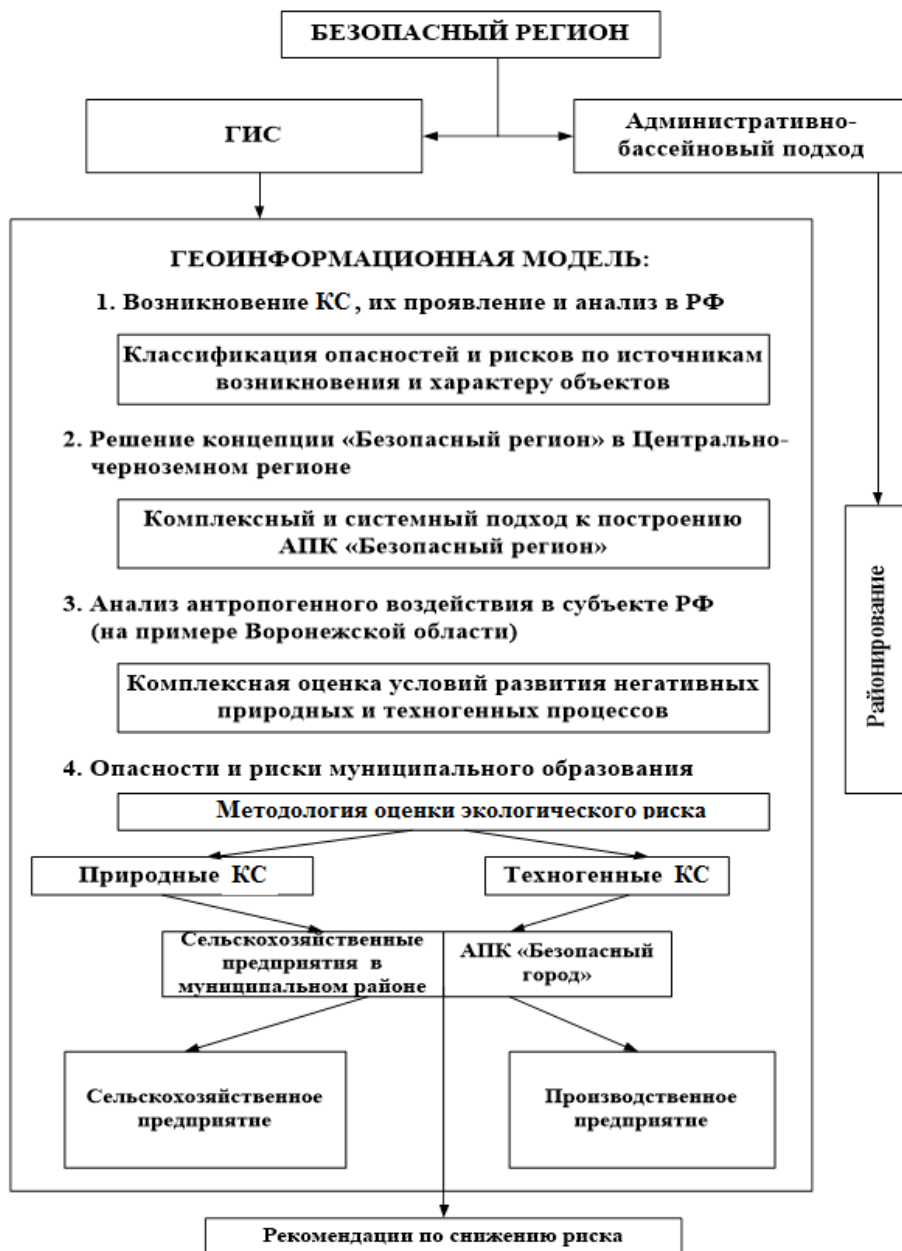 БЕЗОПАСНЫЙ РЕГИОН
ГИС
Административно-
бассейновый подход
ГЕОИНФОРМАЦИОННАЯ МОДЕЛЬ:
1. Возникновение КС, их проявление и анализ в РФ
Классификация опасностей и рисков по источникам
возникновения и характеру объектов
2. Решение концепции «Безопасный регион» в Центрально-
черноземном регионе
Комплексный и системный подход к построению
АПК «Безопасный регион»
3. Анализ антропогенного воздействия в субъекте РФ
(на примере Воронежской области)
Комплексная оценка условий развития негативных
природных и техногенных процессов
Районирование
4. Опасности и риски муниципального образования
Методология оценки экологического риска
Природные КС
Техногенные КС
Сельскохозяйственные
предприятия в
муниципальном районе
АПК «Безопасный
город»
Сельскохозяйственное
предприятие
Производственное
предприятие
Рекомендации по снижению риска